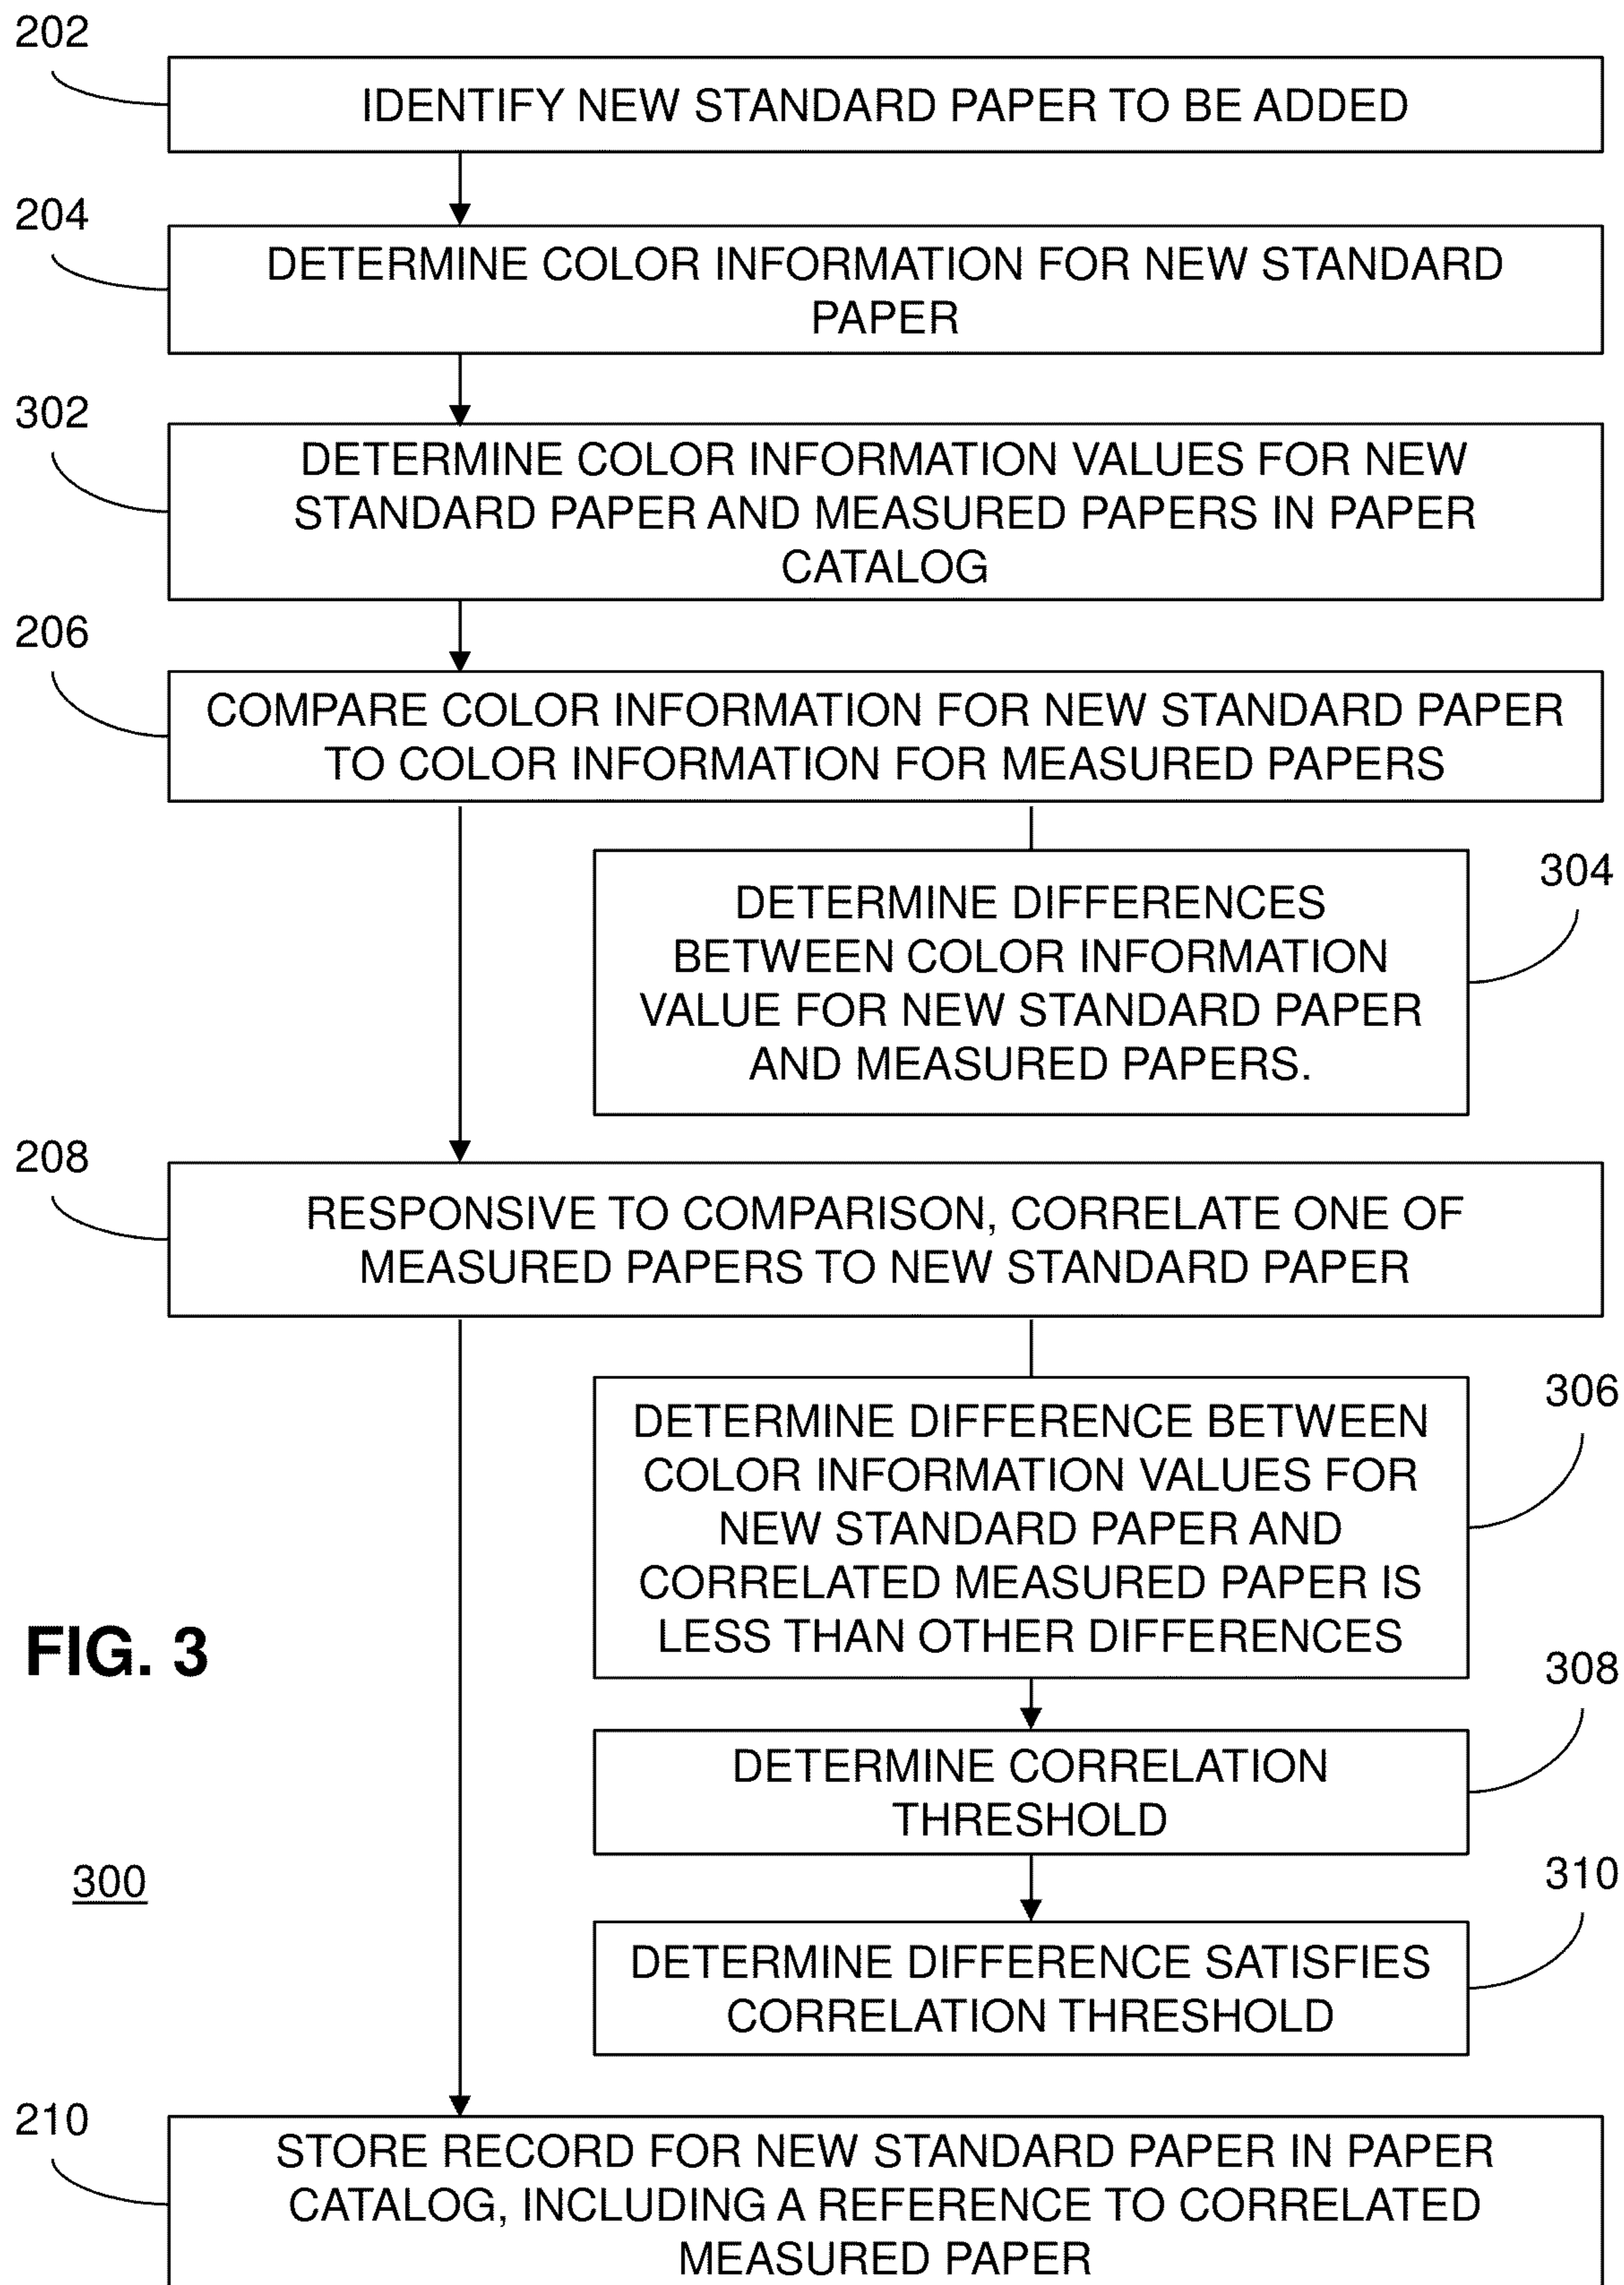 202
IDENTIFY NEW STANDARD PAPER TO BE ADDED
204
DETERMINE COLOR INFORMATION FOR NEW STANDARD
PAPER
302
DETERMINE COLOR INFORMATION VALUES FOR NEW
STANDARD PAPER AND MEASURED PAPERS IN PAPER
CATALOG
206
COMPARE COLOR INFORMATION FOR NEW STANDARD PAPER
TO COLOR INFORMATION FOR MEASURED PAPERS
304
DETERMINE DIFFERENCES
BETWEEN COLOR INFORMATION
VALUE FOR NEW STANDARD PAPER
AND MEASURED PAPERS.
208
RESPONSIVE TO COMPARISON, CORRELATE ONE OF
MEASURED PAPERS TO NEW STANDARD PAPER
306
DETERMINE DIFFERENCE BETWEEN
COLOR INFORMATION VALUES FOR
NEW STANDARD PAPER AND
CORRELATED MEASURED PAPER IS
LESS THAN OTHER DIFFERENCES
FIG. 3
308
DETERMINE CORRELATION
THRESHOLD
300
310
DETERMINE DIFFERENCE SATISFIES
CORRELATION THRESHOLD
210
STORE RECORD FOR NEW STANDARD PAPER IN PAPER
CATALOG, INCLUDING A REFERENCE TO CORRELATED
MEASURED PAPER